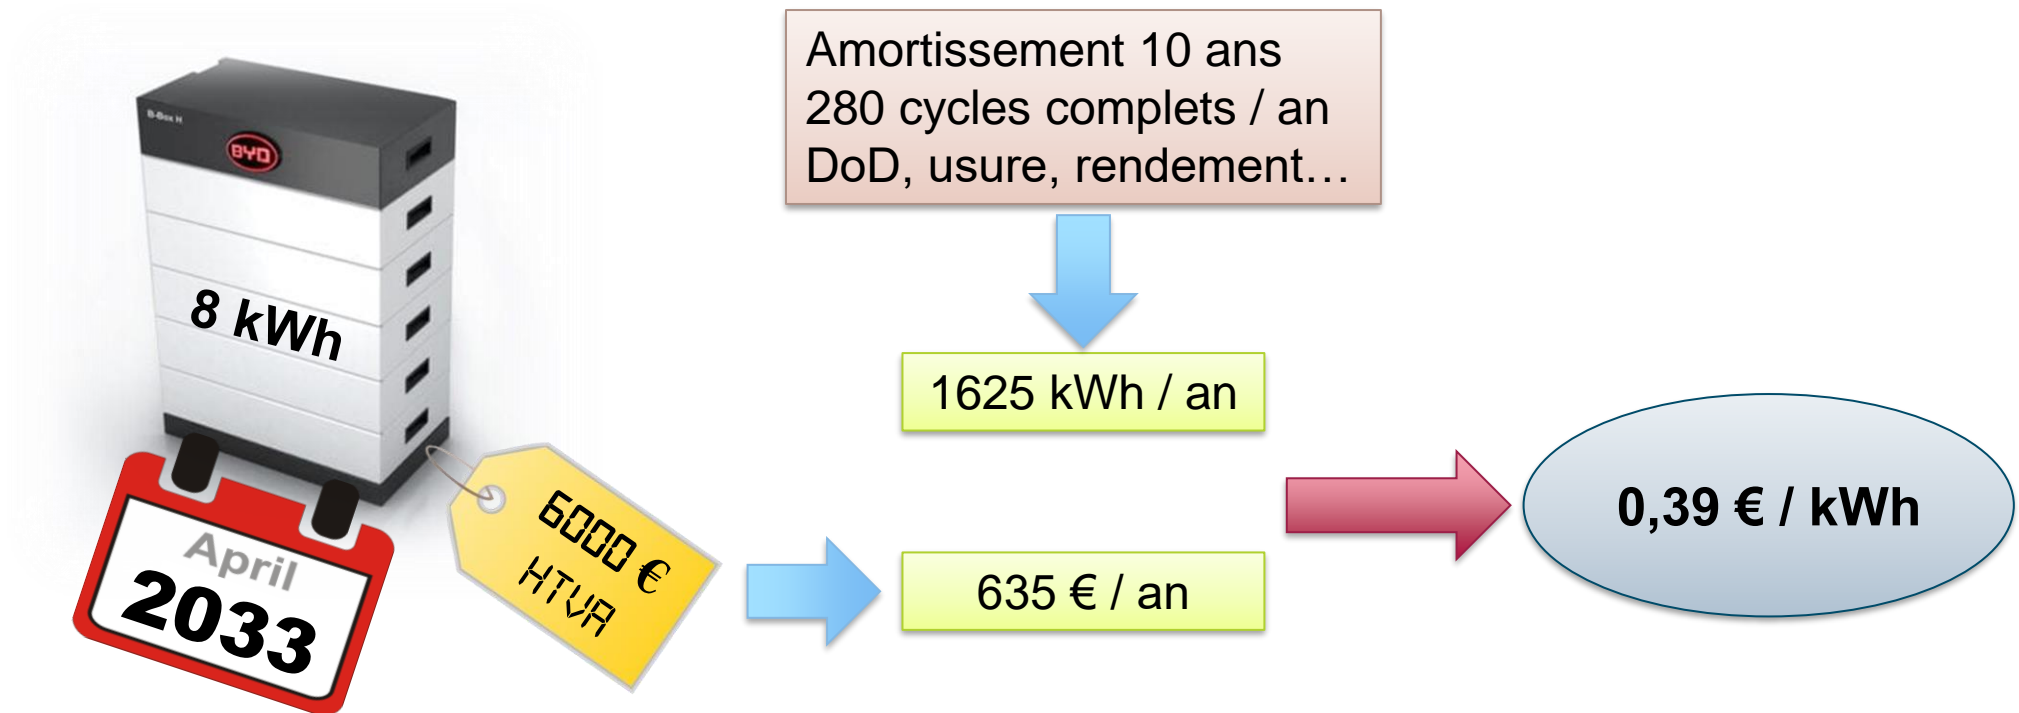 Amortissement 10 ans
280 cycles complets / an
DoD, usure, rendement…
B-Box H
BYD
8 kWh
1625 kWh / an
April
2033
6000 €
HTVA
635 € / an
0,39 € / kWh